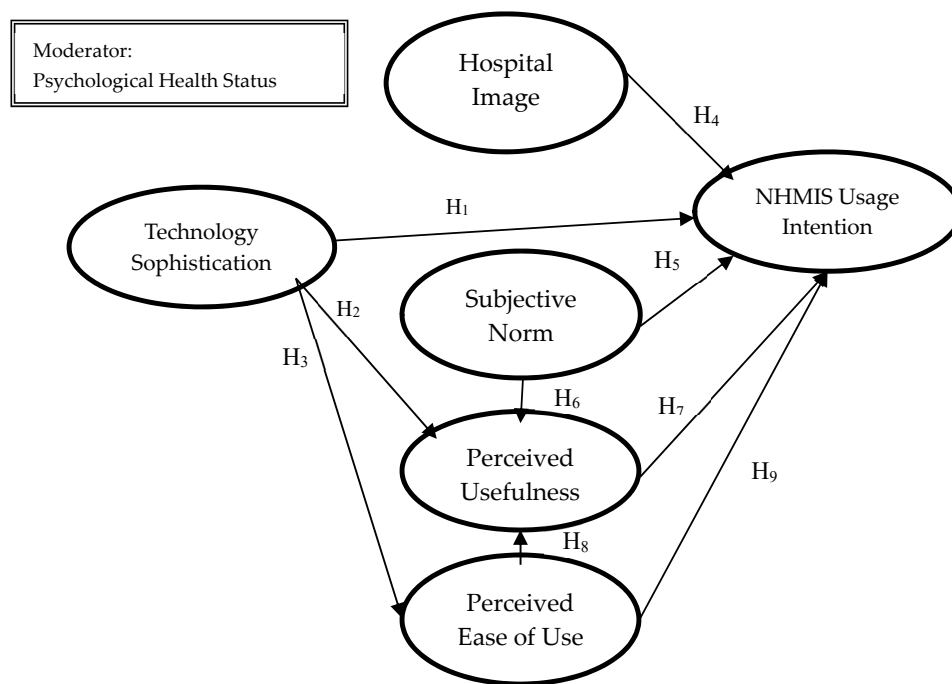 Moderator:
Psychological Health Status
Hospital
Image
H₄
NHMIS Usage
Intention
H₁
Technology
Sophistication
H₅
Subjective
Norm
H₂
H₃
H₆
H₇
Perceived
Usefulness
H₉
H₈
Perceived
Ease of Use